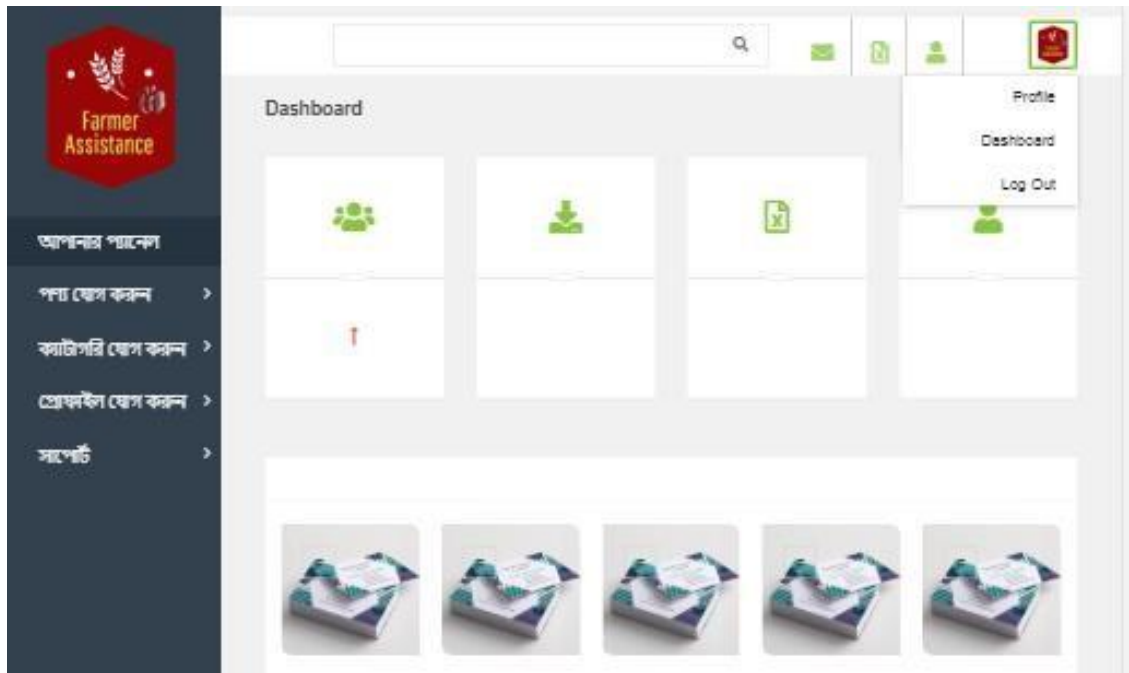 Farmer
Assistance
Profile
Dashboard
Dashboard
Log Out
আপনার প্যানেল
পণ্য যোগ করুন
ক্যাটাগরি যোগ করুন
প্রোফাইল যোগ করুন
সাপোর্ট